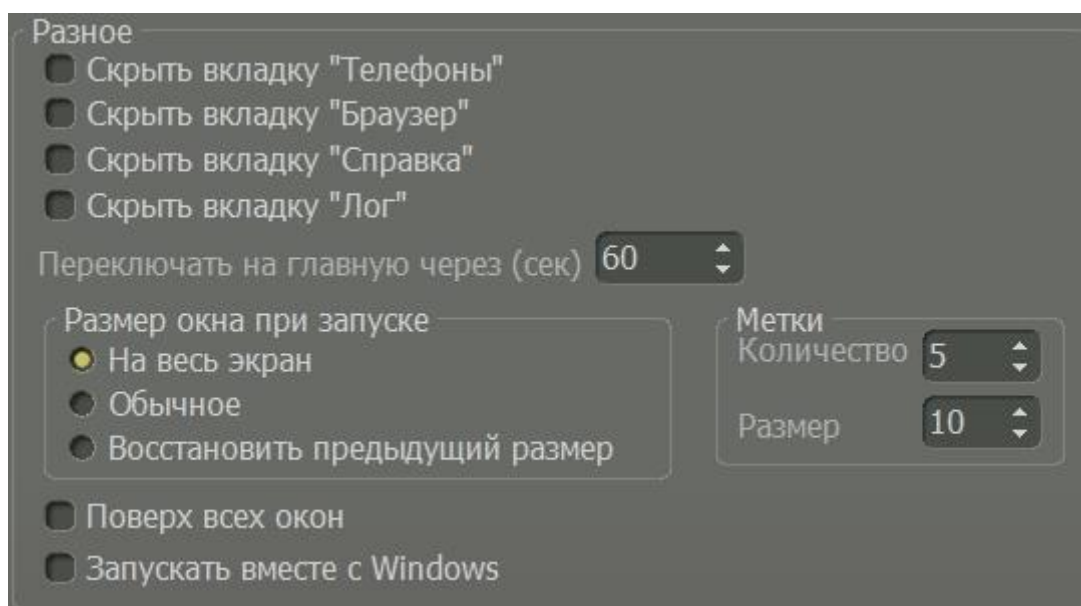 Разное
Скрыть вкладку "Телефоны"
Скрыть вкладку "Браузер"
Скрыть вкладку "Справка"
Скрыть вкладку "Лог"
Переключать на главную через (сек) 60
Размер окна при запуске
На весь экран
Обычное
Восстановить предыдущий размер
Метки
Количество 5
Размер 10
Поверх всех окон
Запускать вместе с Windows